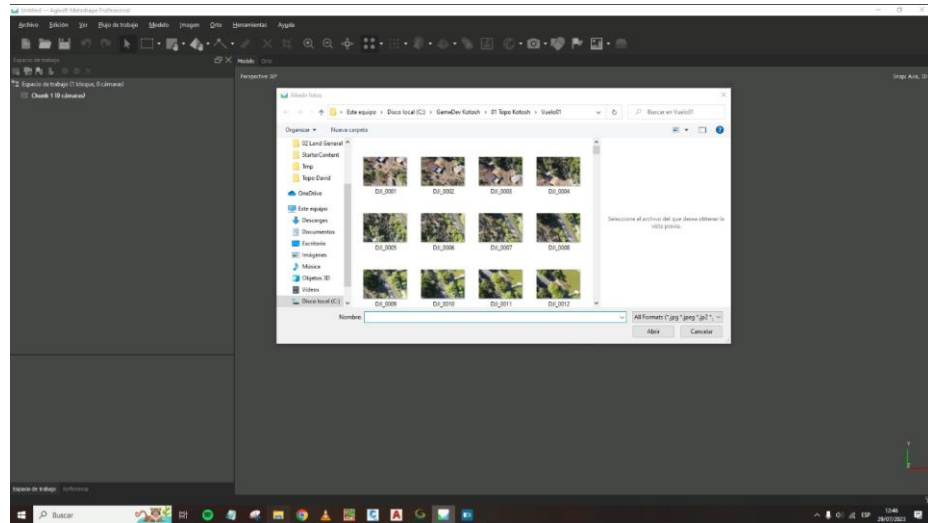 Untitled — Agisoft Metashape Professional
Archivo Edición Ver Flujo de trabajo Modelo Imagen Orto Herramientas Ayuda
Espacio de trabajo
Modelo Orto
Perspectiva 30°
Snap: Axis, 3D
Espacio de trabajo (1 bloque, 0 cámaras)
Chunk 1 (0 cámaras)
Añadir fotos
Este equipo > Disco local (C:) > GameDev Kotosh > 01 Topo Kotosh > Vuelo01
Buscar en Vuelo01
Organizar Nueva carpeta
02 Land General
StarterContent
Tmp
Topo David
OneDrive
Este equipo
Descargas
Documentos
Escritorio
Imágenes
Música
Objetos 3D
Vídeos
Disco local (C:)
DJI_0001 DJI_0002 DJI_0003 DJI_0004
DJI_0005 DJI_0006 DJI_0007 DJI_0008
DJI_0009 DJI_0010 DJI_0011 DJI_0012
Seleccione el archivo del que desea obtener la
vista previa.
Nombre:
All Formats (*.jpg *.jpeg *.jp2 *.
Abrir Cancelar
Y
Espacio de trabajo Referencia
Buscar
ESP
12:46
29/07/2023